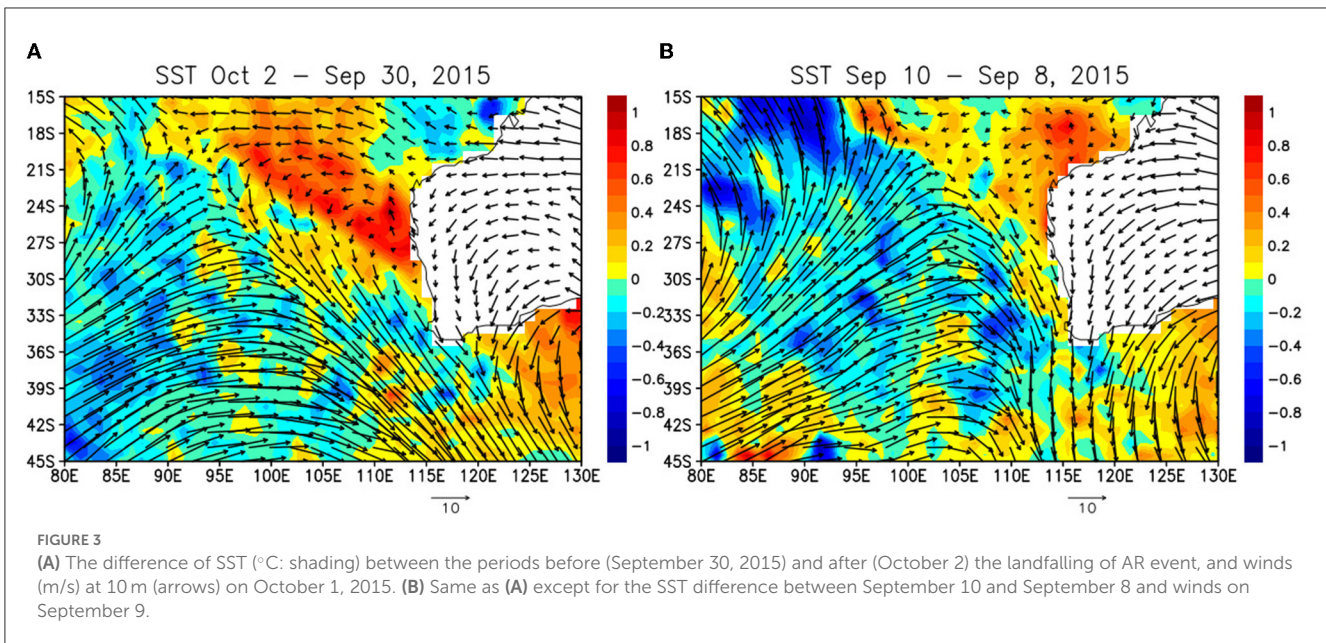 A
B
SST Oct 2 – Sep 30, 2015
SST Sep 10 – Sep 8, 2015
15S
18S
21S
24S
27S
30S
33S
36S
39S
42S
45S
80E 85E 90E 95E 100E 105E 110E 115E 120E 125E 130E
10
1
0.8
0.6
0.4
0.2
0
−0.2
−0.4
−0.6
−0.8
−1
15S
18S
21S
24S
27S
30S
33S
36S
39S
42S
45S
80E 85E 90E 95E 100E 105E 110E 115E 120E 125E 130E
10
1
0.8
0.6
0.4
0.2
0
−0.2
−0.4
−0.6
−0.8
−1
FIGURE 3
(A) The difference of SST (°C: shading) between the periods before (September 30, 2015) and after (October 2) the landfalling of AR event, and winds
(m/s) at 10 m (arrows) on October 1, 2015. (B) Same as (A) except for the SST difference between September 10 and September 8 and winds on
September 9.